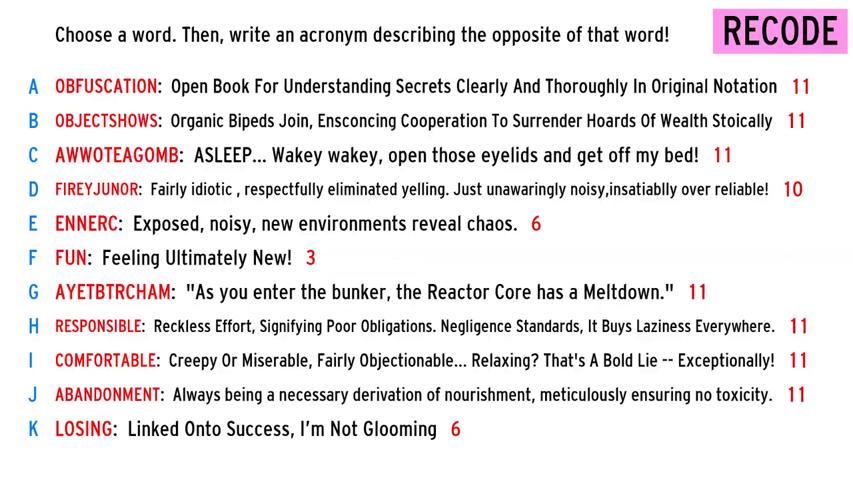 Choose a word. Then, write an acronym describing the opposite of that word!
RECODE
A OBFUSCATION: Open Book For Understanding Secrets Clearly And Thoroughly In Original Notation 11
B OBJECTSHOWS: Organic Bipeds Join, Ensconcing Cooperation To Surrender Hoards Of Wealth Stoically 11
C AWWOTEAGOMB: ASLEEP... Wakey wakey, open those eyelids and get off my bed! 11
D FIREYJUNOR: Fairly idiotic , respectfully eliminated yelling. Just unawaringly noisy,insatiablly over reliable! 10
E ENNERC: Exposed, noisy, new environments reveal chaos. 6
F FUN: Feeling Ultimately New! 3
G AYETBTRCHAM: "As you enter the bunker, the Reactor Core has a Meltdown." 11
H RESPONSIBLE: Reckless Effort, Signifying Poor Obligations. Negligence Standards, It Buys Laziness Everywhere. 11
I COMFORTABLE: Creepy Or Miserable, Fairly Objectionable... Relaxing? That's A Bold Lie -- Exceptionally! 11
J ABANDONMENT: Always being a necessary derivation of nourishment, meticulously ensuring no toxicity. 11
K LOSING: Linked Onto Success, I'm Not Glooming 6